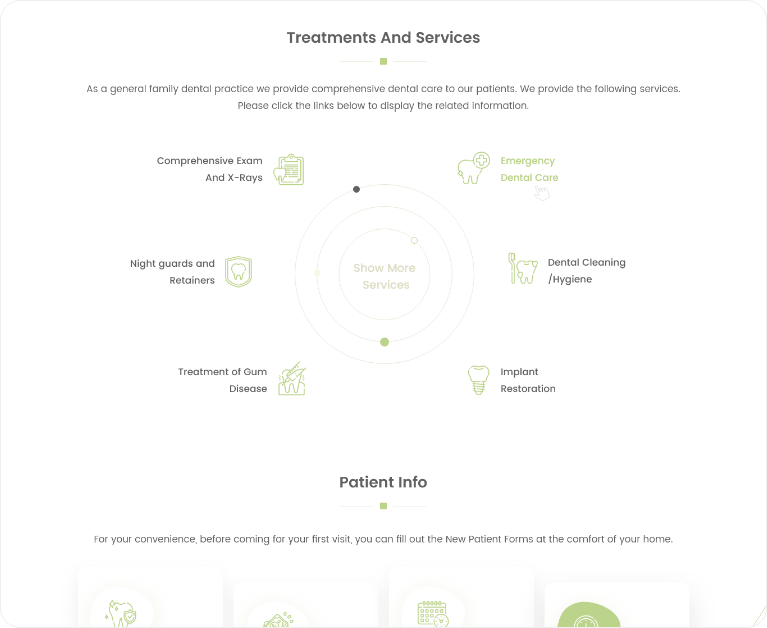 Treatments And Services
As a general family dental practice we provide comprehensive dental care to our patients. We provide the following services.
Please click the links below to display the related information.
Comprehensive Exam
And X-Rays
Emergency
Dental Care
Night guards and
Retainers
Show More
Services
Dental Cleaning
/Hygiene
Treatment of Gum
Disease
Implant
Restoration
Patient Info
For your convenience, before coming for your first visit, you can fill out the New Patient Forms at the comfort of your home.